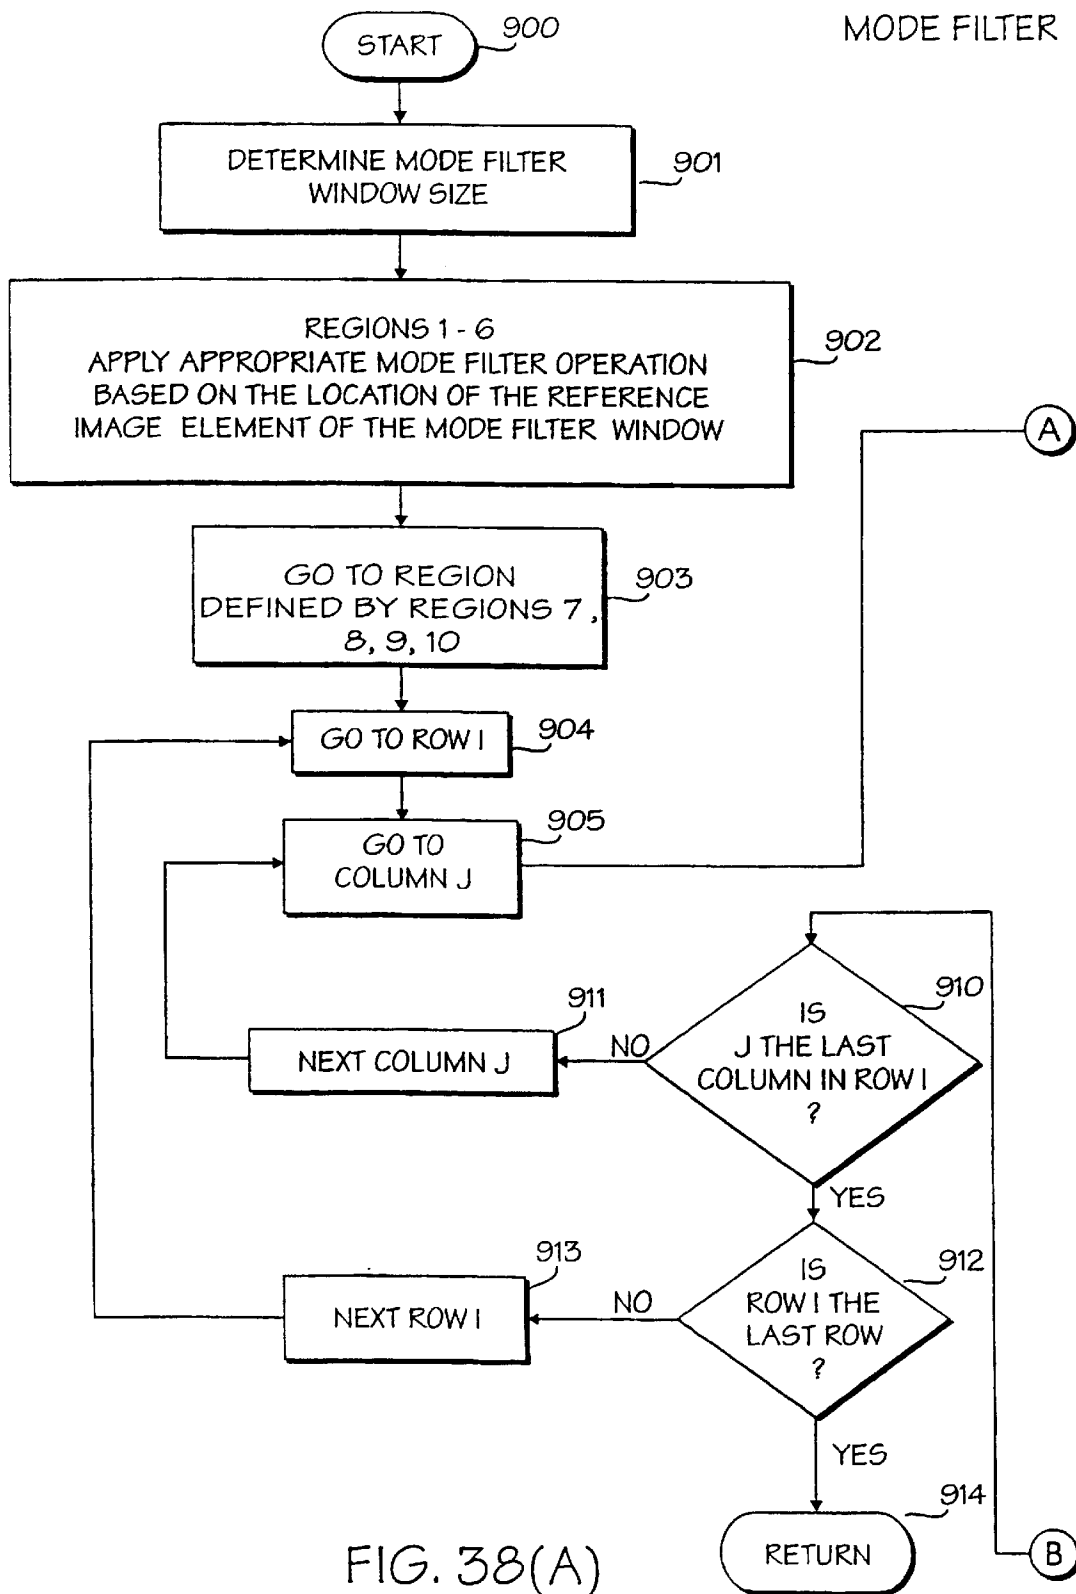 MODE FILTER
START
900
DETERMINE MODE FILTER
WINDOW SIZE
901
REGIONS 1 - 6
APPLY APPROPRIATE MODE FILTER OPERATION
BASED ON THE LOCATION OF THE REFERENCE
IMAGE ELEMENT OF THE MODE FILTER WINDOW
902
A
GO TO REGION
DEFINED BY REGIONS 7 ,
8, 9, 10
903
GO TO ROW I
904
GO TO
COLUMN J
905
IS
J THE LAST
COLUMN IN ROW I
?
910
NO
NEXT COLUMN J
911
YES
IS
ROW I THE
LAST ROW
?
912
NO
NEXT ROW I
913
YES
RETURN
914
B
FIG. 38(A)